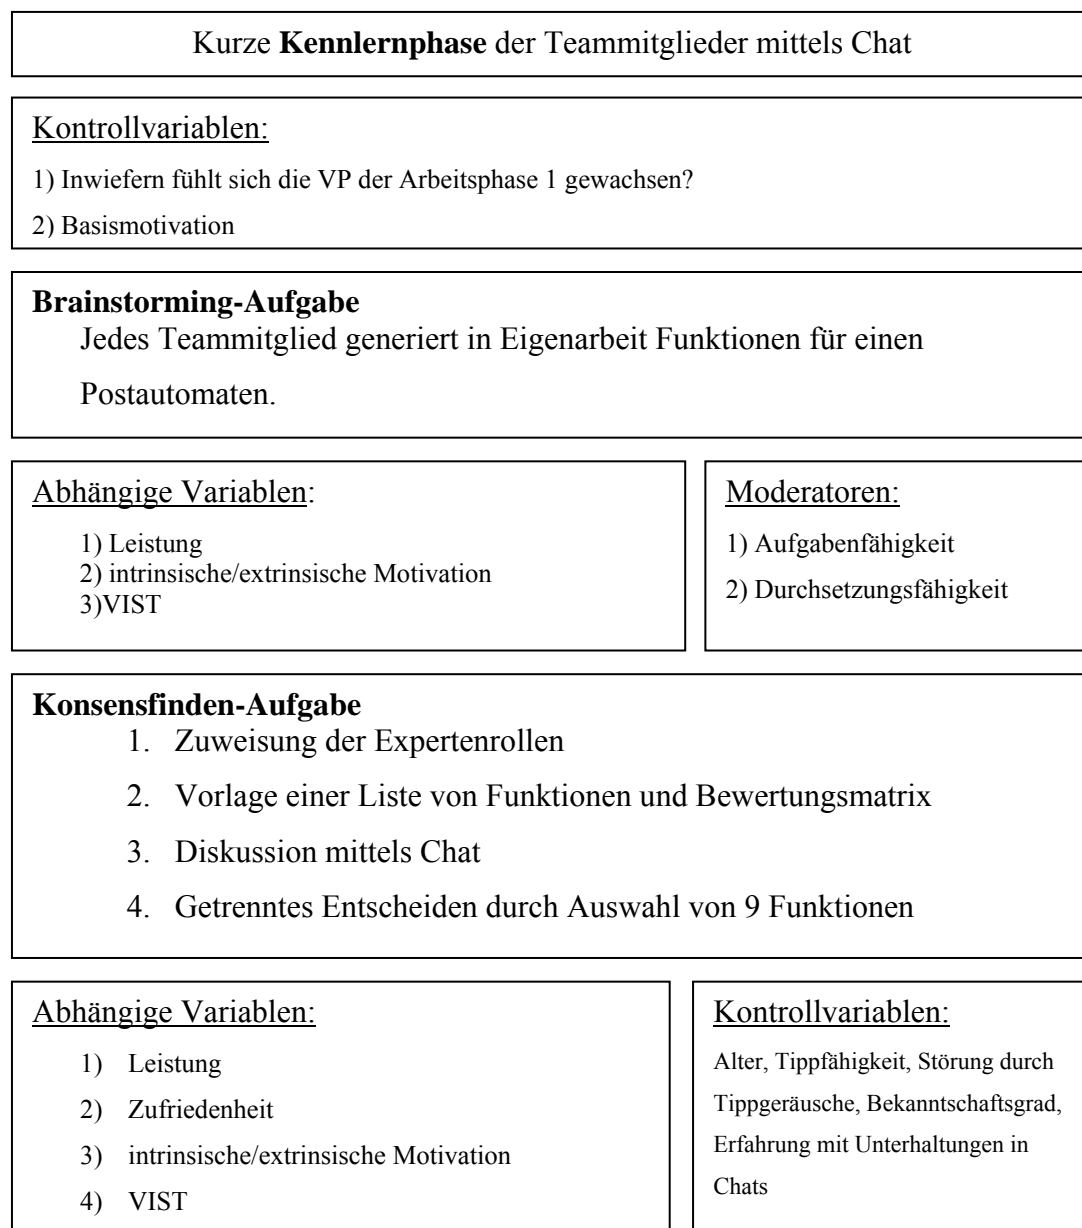 Kurze Kennlernphase der Teammitglieder mittels Chat
Kontrollvariablen:
1) Inwiefern fühlt sich die VP der Arbeitsphase 1 gewachsen?
2) Basismotivation
Brainstorming-Aufgabe
Jedes Teammitglied generiert in Eigenarbeit Funktionen für einen
Postautomaten.
Abhängige Variablen:
1) Leistung
2) intrinsische/extrinsische Motivation
3)VIST
Moderatoren:
1) Aufgabenfähigkeit
2) Durchsetzungsfähigkeit
Konsensfinden-Aufgabe
1. Zuweisung der Expertenrollen
2. Vorlage einer Liste von Funktionen und Bewertungsmatrix
3. Diskussion mittels Chat
4. Getrenntes Entscheiden durch Auswahl von 9 Funktionen
Abhängige Variablen:
1) Leistung
2) Zufriedenheit
3) intrinsische/extrinsische Motivation
4) VIST
Kontrollvariablen:
Alter, Tippfähigkeit, Störung durch
Tippgeräusche, Bekanntschaftsgrad,
Erfahrung mit Unterhaltungen in
Chats